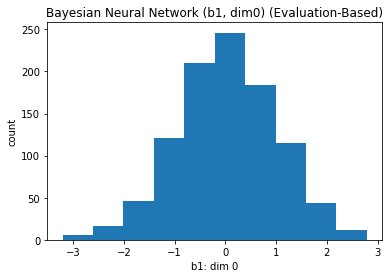 Bayesian Neural Network (b1, dim0) (Evaluation-Based)
250
200
150
100
50
0
count
−3 −2 −1 0 1 2 3
b1: dim 0